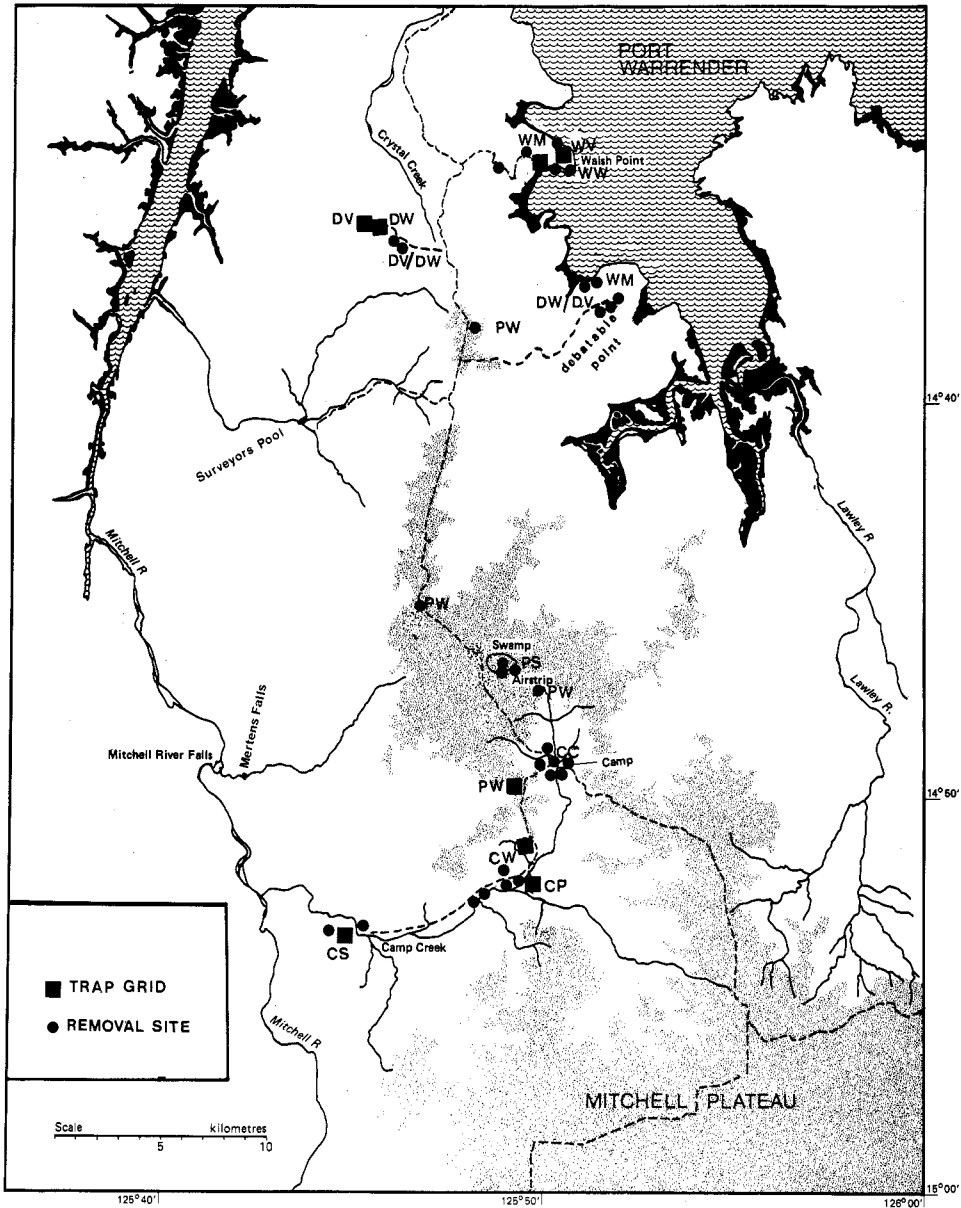 PORT
WARRENDER
Crystal Creek
WM
WV
Walsh Point
WW
DV
DW
DV/DW
WM
DW/DV
debatable
point
PW
14°40'
Surveyors Pool
Lawley R
Mitchell R
PW
Swamp
PS
Airstrip
PW
Lawley R.
Mertens Falls
Mitchell River Falls
CC
Camp
PW
14°50'
CW
CP
CS
Camp Creek
TRAP GRID
REMOVAL SITE
Mitchell R
MITCHELL PLATEAU
Scale kilometres
5 10
15°00'
125°40'
125°50'
126°00'